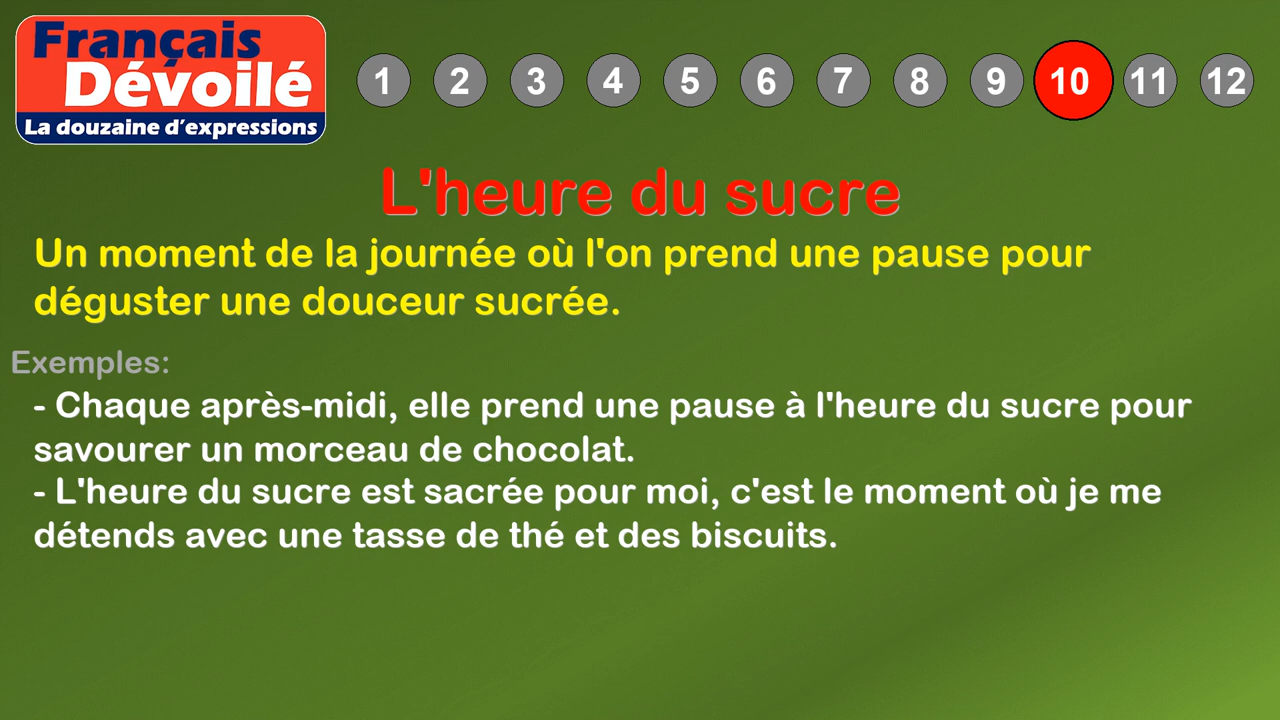 Français
Dévoilé
La douzaine d'expressions
1 2 3 4 5 6 7 8 9 10 11 12
L'heure du sucre
Un moment de la journée où l'on prend une pause pour
déguster une douceur sucrée.
Exemples:
- Chaque après-midi, elle prend une pause à l'heure du sucre pour
savourer un morceau de chocolat.
- L'heure du sucre est sacrée pour moi, c'est le moment où je me
détends avec une tasse de thé et des biscuits.